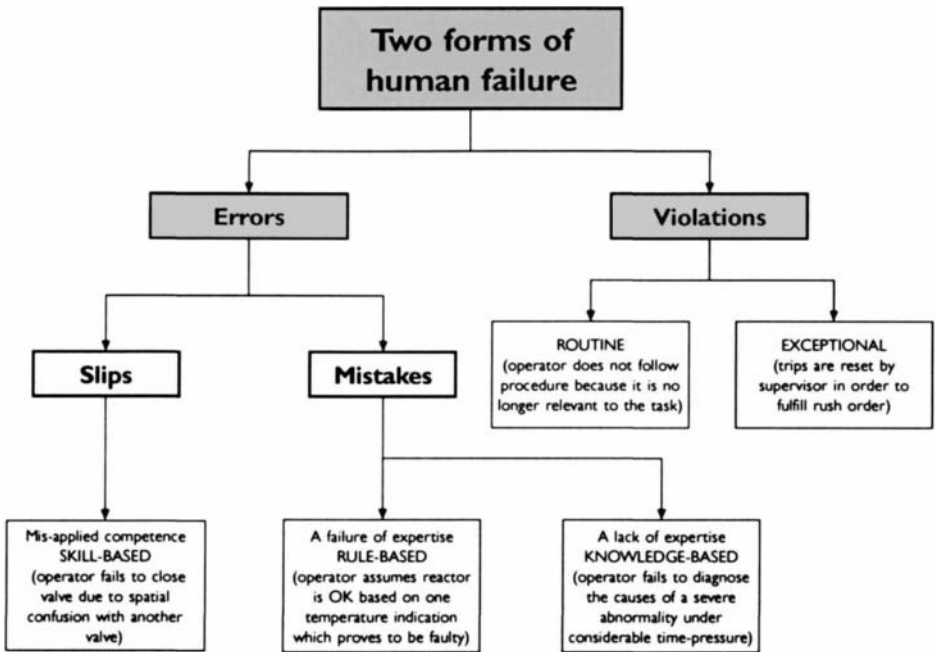 Two forms of
human failure
Errors
Violations
Slips
Mistakes
ROUTINE
(operator does not follow
procedure because it is no
longer relevant to the task)
EXCEPTIONAL
(trips are reset by
supervisor in order to
fulfill rush order)
Mis-applied competence
SKILL-BASED
(operator fails to close
valve due to spatial
confusion with another
valve)
A failure of expertise
RULE-BASED
(operator assumes reactor
is OK based on one
temperature indication
which proves to be faulty)
A lack of expertise
KNOWLEDGE-BASED
(operator fails to diagnose
the causes of a severe
abnormality under
considerable time-pressure)